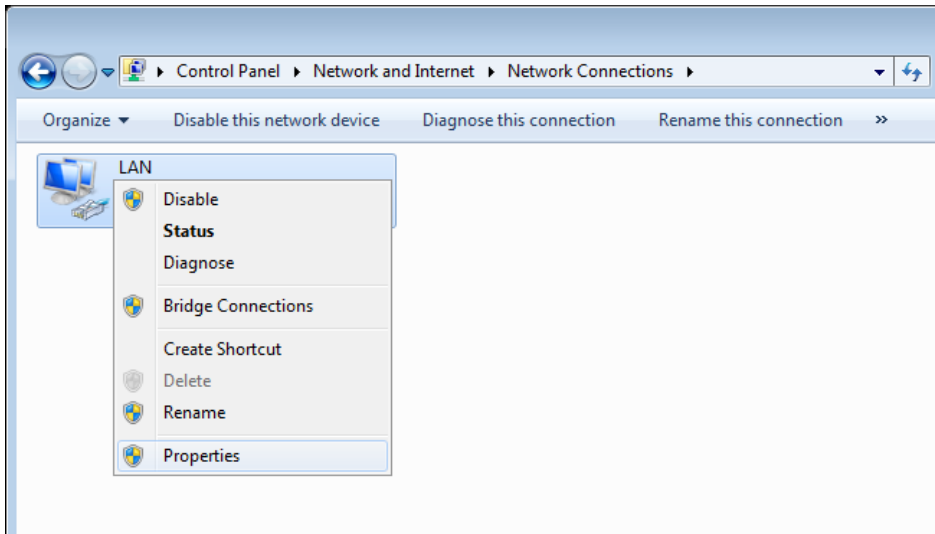 Control Panel Network and Internet Network Connections
Organize Disable this network device Diagnose this connection Rename this connection »
LAN
Disable
Status
Diagnose
Bridge Connections
Create Shortcut
Delete
Rename
Properties